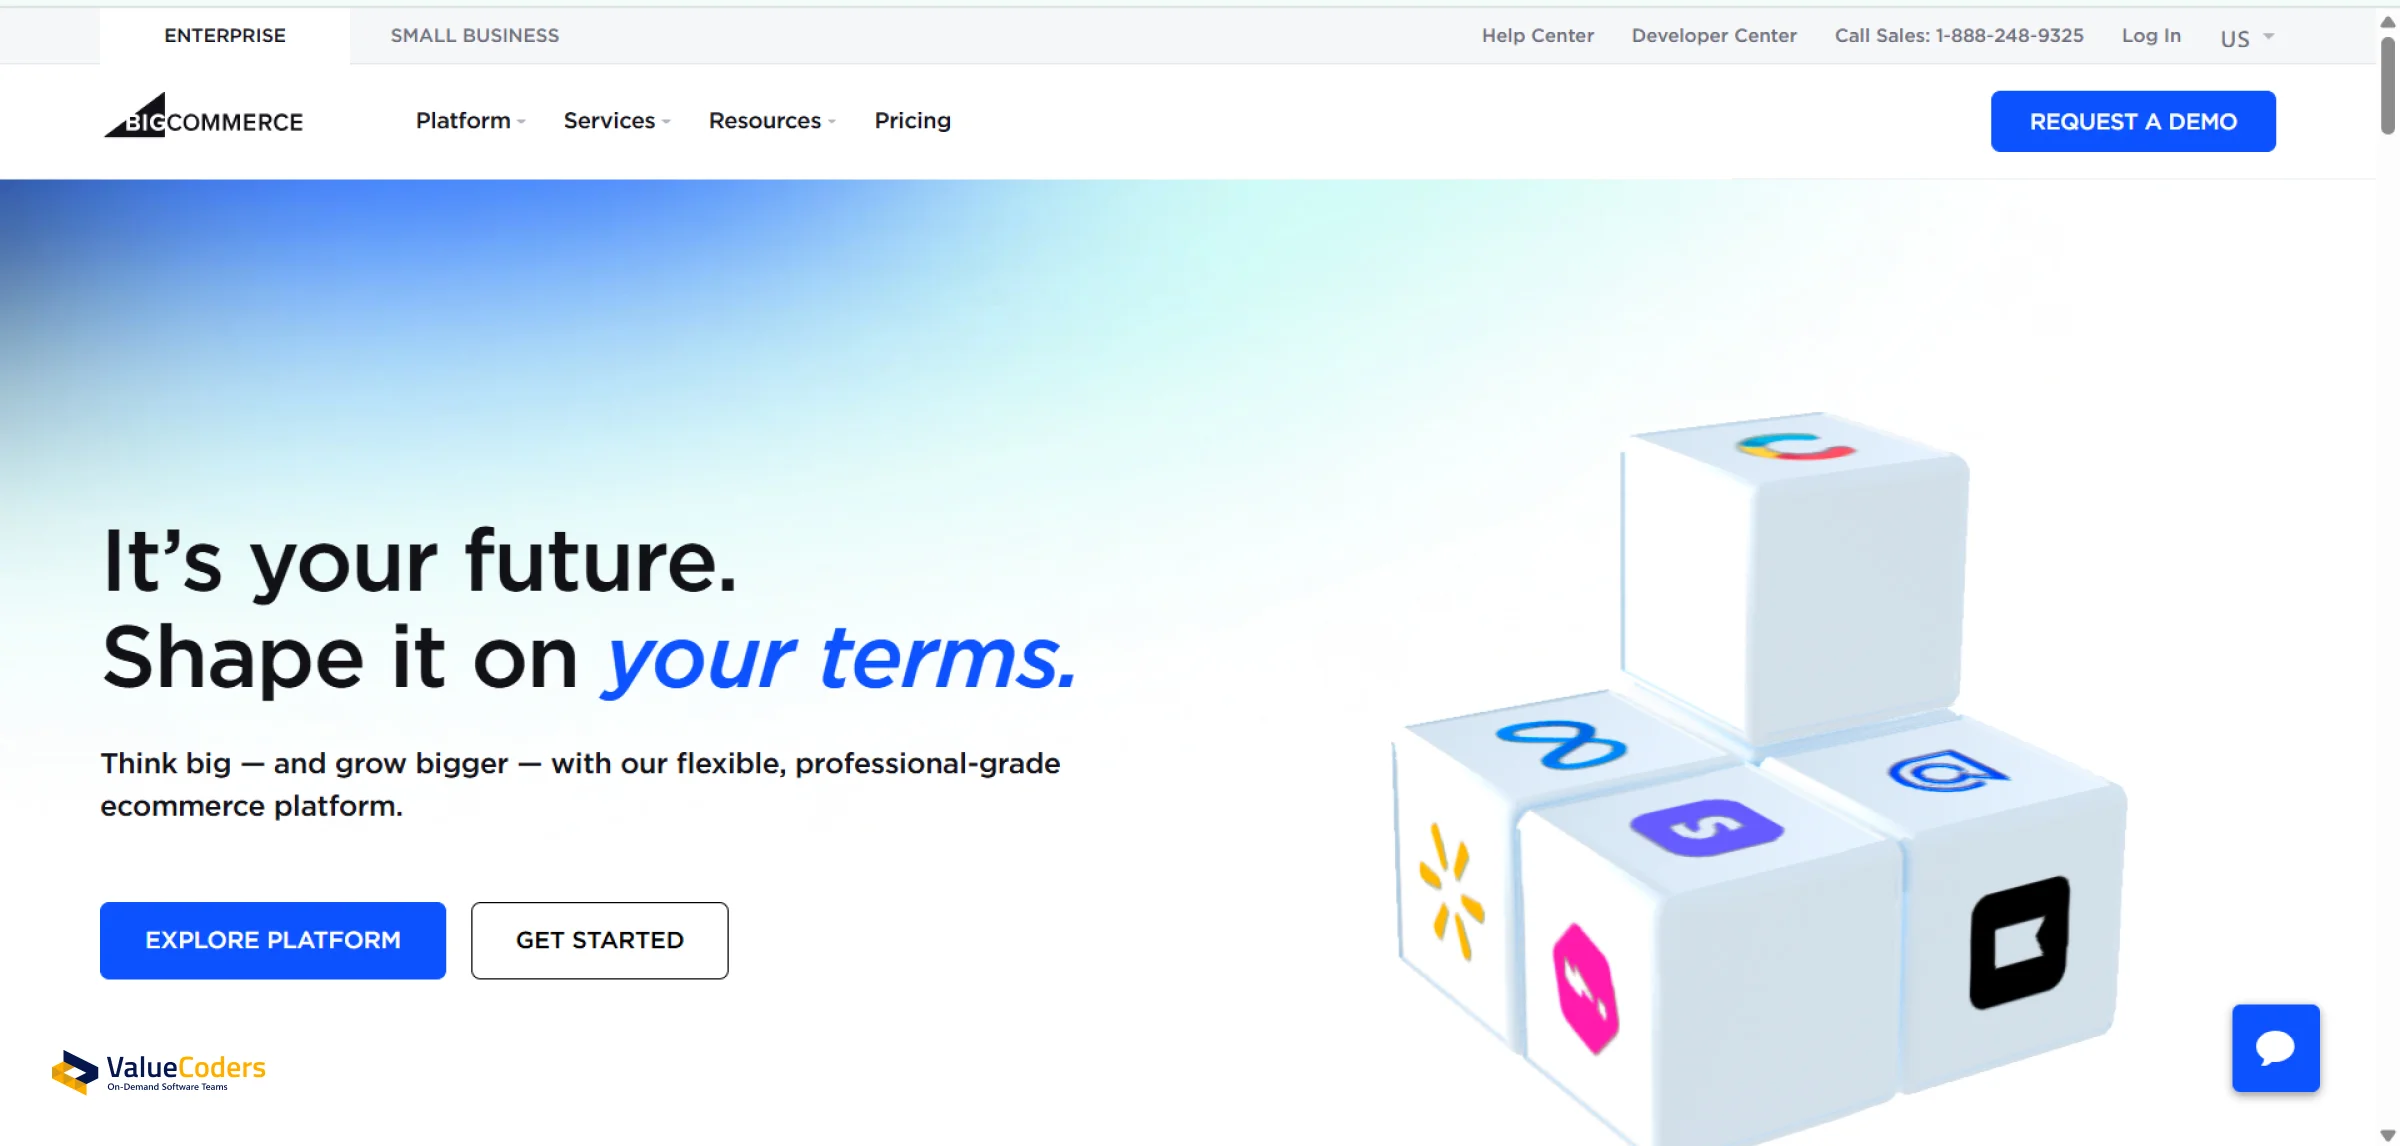 ENTERPRISE
SMALL BUSINESS
Help Center
Developer Center
Call Sales: 1-888-248-9325
Log In
US
BIGCOMMERCE
Platform
Services
Resources
Pricing
REQUEST A DEMO
It’s your future.
Shape it on your terms.
Think big — and grow bigger — with our flexible, professional-grade
ecommerce platform.
EXPLORE PLATFORM
GET STARTED
ValueCoders
On-Demand Software Teams